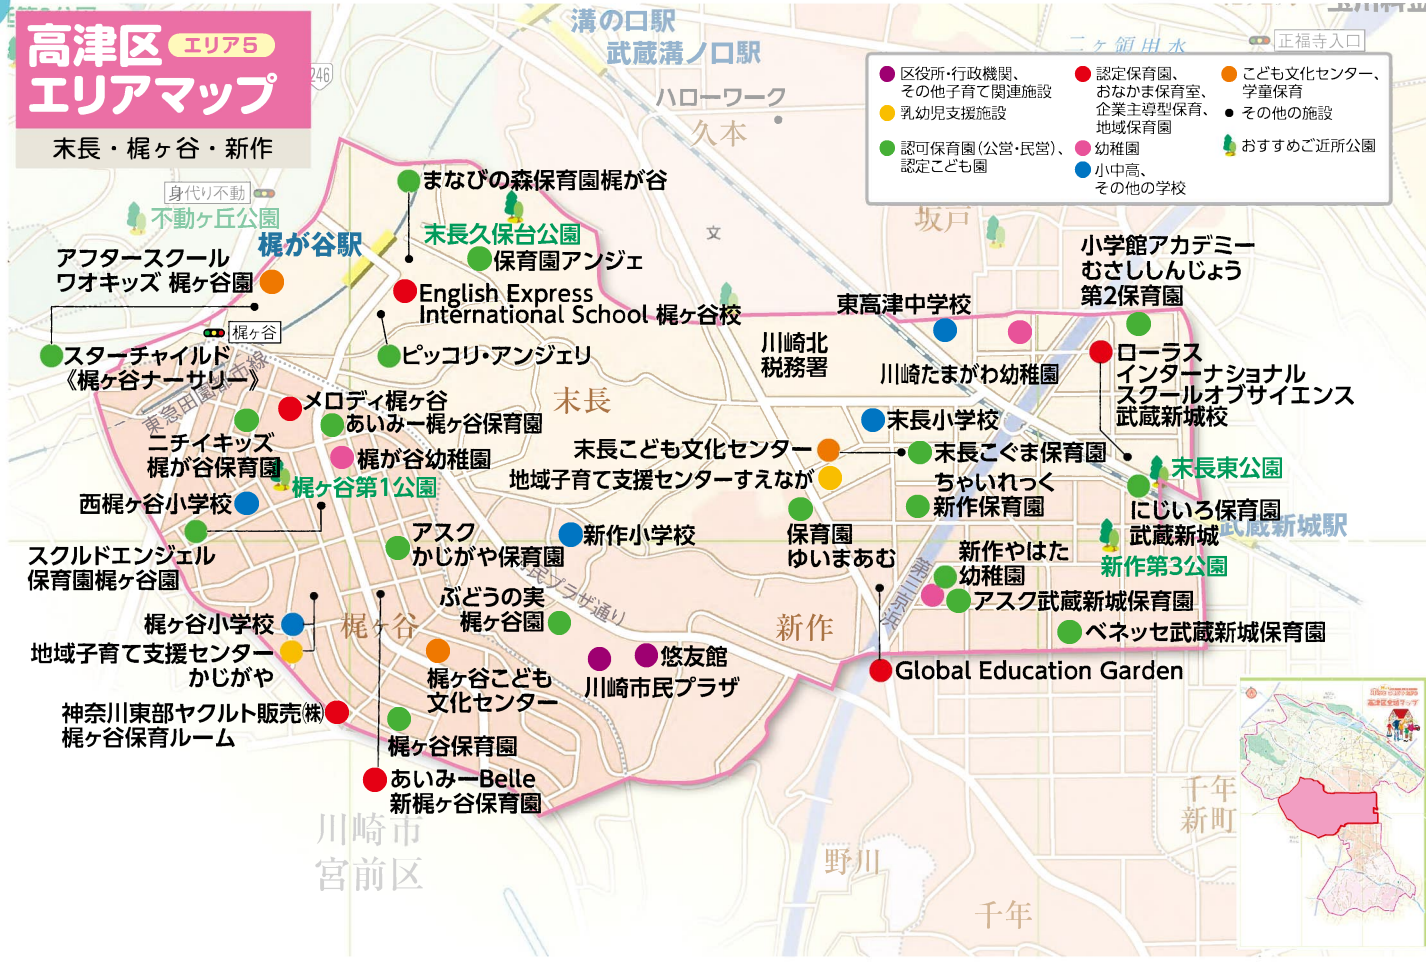 高津区
エリア5
エリアマップ
末長・梶ヶ谷・新作
溝の口駅
武蔵溝ノ口駅
ハローワーク
久本
二ヶ領用水
正福寺入口
246
区役所・行政機関、
その他子育て関連施設
乳幼児支援施設
認可保育園（公営・民営）、
認定こども園
認定保育園、
おなかま保育室、
企業主導型保育、
地域保育園
幼稚園
小中高、
その他の学校
こども文化センター、
学童保育
その他の施設
おすすめご近所公園
身代り不動
不動ヶ丘公園
まなびの森保育園梶が谷
末長久保台公園
保育園アンジェ
梶が谷駅
アフタースクール
ワオキッズ 梶ヶ谷園
English Express
International School 梶ヶ谷校
坂戸
文
小学館アカデミー
むさししんじょう
第2保育園
東高津中学校
川崎北
税務署
川崎たまがわ幼稚園
ローラス
インターナショナル
スクールオブサイエンス
武蔵新城校
梶ヶ谷
スターチャイルド
《梶ヶ谷ナーサリー》
ピッコリ・アンジェリ
東急田園都市線
末長
メロディ梶ヶ谷
あいみー梶ヶ谷保育園
ニチイキッズ
梶が谷保育園
梶が谷幼稚園
梶ヶ谷第1公園
西梶ヶ谷小学校
スクルドエンジェル
保育園梶ヶ谷園
アスク
かじがや保育園
新作小学校
末長小学校
末長こども文化センター
地域子育て支援センターすえなが
末長こぐま保育園
ちゃいれっく
新作保育園
保育園
ゆいまあむ
末長東公園
にじいろ保育園
武蔵新城
武蔵新城駅
新作第3公園
新作やはた
幼稚園
アスク武蔵新城保育園
ベネッセ武蔵新城保育園
第三京浜
民プラザ通り
新作
Global Education Garden
ぶどうの実
梶ヶ谷園
梶ヶ谷
梶ヶ谷小学校
地域子育て支援センター
かじがや
梶ヶ谷こども
文化センター
悠友館
川崎市民プラザ
神奈川東部ヤクルト販売㈱
梶ヶ谷保育ルーム
梶ヶ谷保育園
あいみーBelle
新梶ヶ谷保育園
川崎市
宮前区
野川
千年
千年
新町
高津区全域マップ